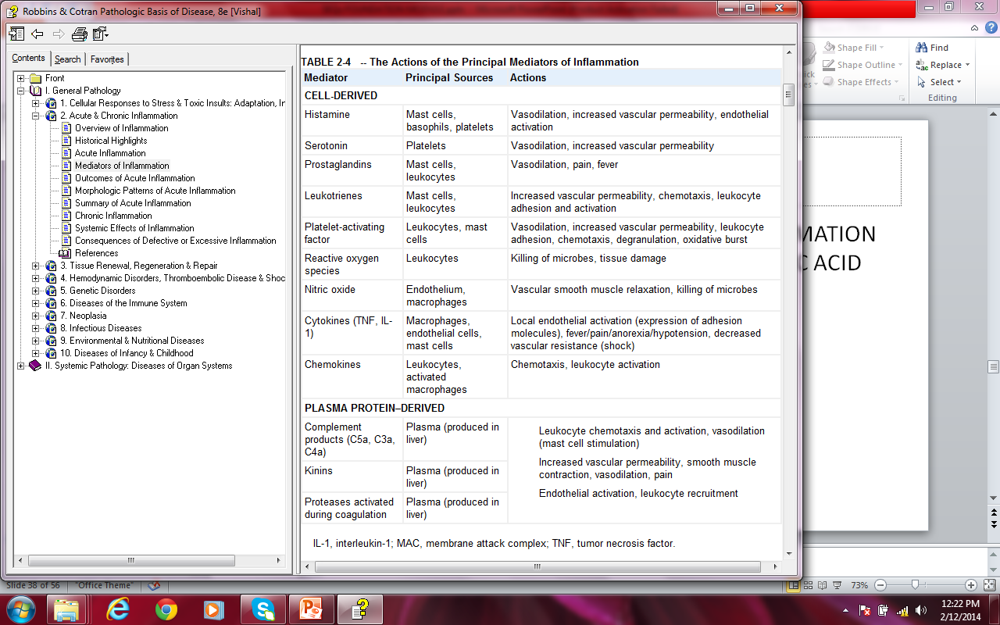 Robbins & Cotran Pathologic Basis of Disease, 8e [Vishal]
Contents Search Favorites
Front
I. General Pathology
1. Cellular Responses to Stress & Toxic Insults: Adaptation, Ir
2. Acute & Chronic Inflammation
Overview of Inflammation
Historical Highlights
Acute Inflammation
Mediators of Inflammation
Outcomes of Acute Inflammation
Morphologic Patterns of Acute Inflammation
Summary of Acute Inflammation
Chronic Inflammation
Systemic Effects of Inflammation
Consequences of Defective or Excessive Inflammation
References
3. Tissue Renewal, Regeneration & Repair
4. Hemodynamic Disorders, Thromboembolic Disease & Shoc
5. Genetic Disorders
6. Diseases of the Immune System
7. Neoplasia
8. Infectious Diseases
9. Environmental & Nutritional Diseases
10. Diseases of Infancy & Childhood
II. Systemic Pathology: Diseases of Organ Systems
TABLE 2-4 -- The Actions of the Principal Mediators of Inflammation
Mediator Principal Sources Actions
CELL-DERIVED
Histamine Mast cells, Vasodilation, increased vascular permeability, endothelial
basophils, platelets activation
Serotonin Platelets Vasodilation, increased vascular permeability
Prostaglandins Mast cells, Vasodilation, pain, fever
leukocytes
Leukotrienes Mast cells, Increased vascular permeability, chemotaxis, leukocyte
leukocytes adhesion and activation
Platelet-activating Leukocytes, mast Vasodilation, increased vascular permeability, leukocyte
factor cells adhesion, chemotaxis, degranulation, oxidative burst
Reactive oxygen Leukocytes Killing of microbes, tissue damage
species
Nitric oxide Endothelium, Vascular smooth muscle relaxation, killing of microbes
macrophages
Cytokines (TNF, IL- Macrophages, Local endothelial activation (expression of adhesion
1) endothelial cells, molecules), fever/pain/anorexia/hypotension, decreased
mast cells vascular resistance (shock)
Chemokines Leukocytes, Chemotaxis, leukocyte activation
activated
macrophages
PLASMA PROTEIN–DERIVED
Complement Plasma (produced in Leukocyte chemotaxis and activation, vasodilation
products (C5a, C3a, liver) (mast cell stimulation)
C4a)
Kinins Plasma (produced in Increased vascular permeability, smooth muscle
liver) contraction, vasodilation, pain
Proteases activated Plasma (produced in Endothelial activation, leukocyte recruitment
during coagulation liver)
IL-1, interleukin-1; MAC, membrane attack complex; TNF, tumor necrosis factor.
Shape Fill
Shape Outline
Shape Effects
Find
Replace
Select
Editing
MATION
C ACID
Slide 38 of 56 "Office Theme" 73%
12:22 PM
2/12/2014